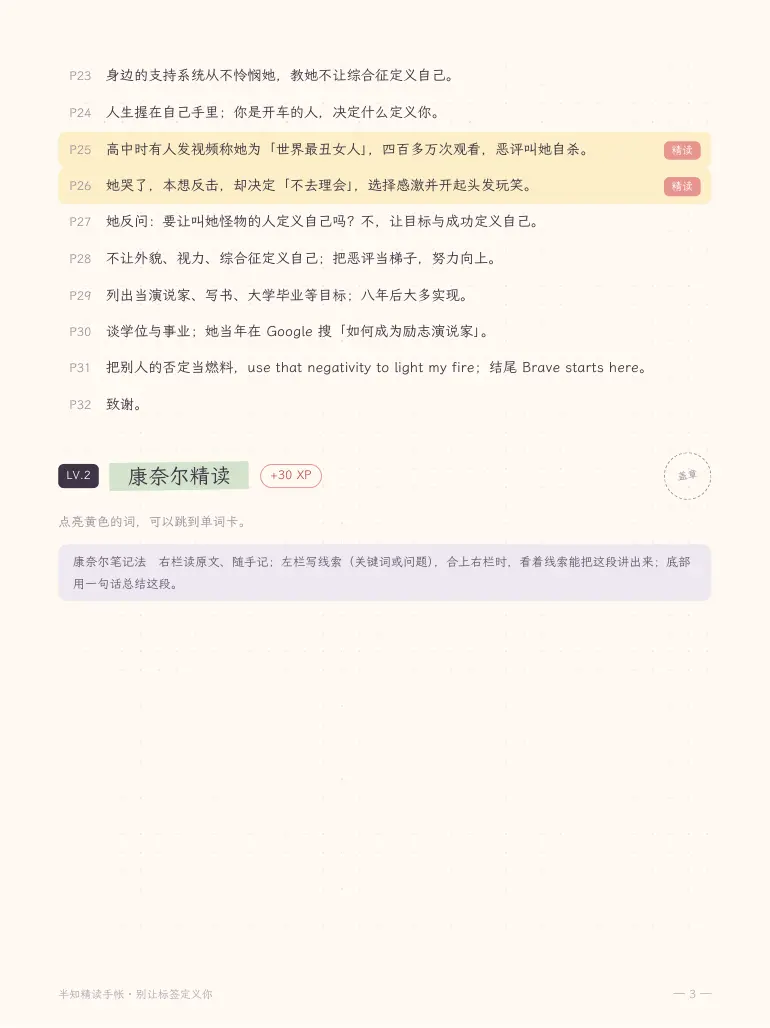 P23 身边的支持系统从不怜悯她，教她不让综合征定义自己。
P24 人生握在自己手里；你是开车的人，决定什么定义你。
P25 高中时有人发视频称她为「世界最丑女人」，四百多万次观看，恶评叫她自杀。 精读
P26 她哭了，本想反击，却决定「不去理会」，选择感激并开起头发玩笑。 精读
P27 她反问：要让叫她怪物的人定义自己吗？不，让目标与成功定义自己。
P28 不让外貌、视力、综合征定义自己；把恶评当梯子，努力向上。
P29 列出当演说家、写书、大学毕业等目标；八年后大多实现。
P30 谈学位与事业；她当年在 Google 搜「如何成为励志演说家」。
P31 把别人的否定当燃料，use that negativity to light my fire；结尾 Brave starts here。
P32 致谢。
LV.2 康奈尔精读 +30 XP 盖章
点亮黄色的词，可以跳到单词卡。
康奈尔笔记法 右栏读原文、随手记；左栏写线索（关键词或问题），合上右栏时，看着线索能把这段讲出来；底部
用一句话总结这段。
半知精读手帐・别让标签定义你 — 3 —